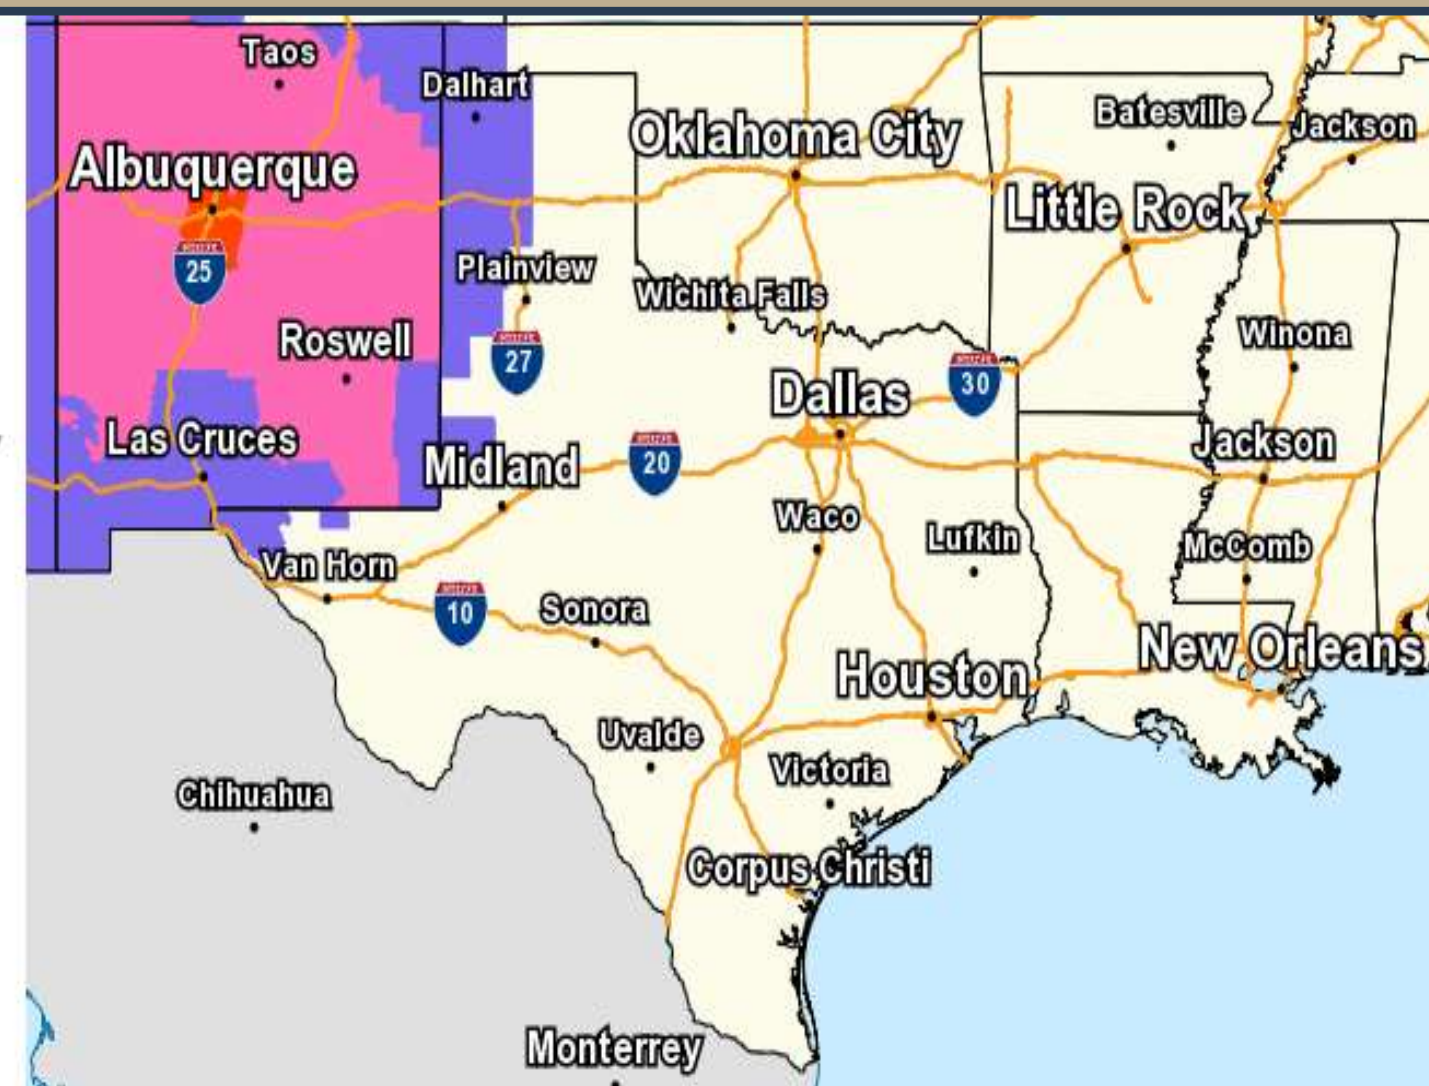 Taos
Dalhart
Batesville
Oklahoma City
Jackson
Albuquerque
Little Rock
25
Plainview
Wichita Falls
Roswell
Winona
27
30
Dallas
Las Cruces
Jackson
Midland
20
Waco
Lufkin
McComb
Van Horn
10
Sonora
New Orleans
Houston
Uvalde
Victoria
Chihuahua
Corpus Christi
Monterrey